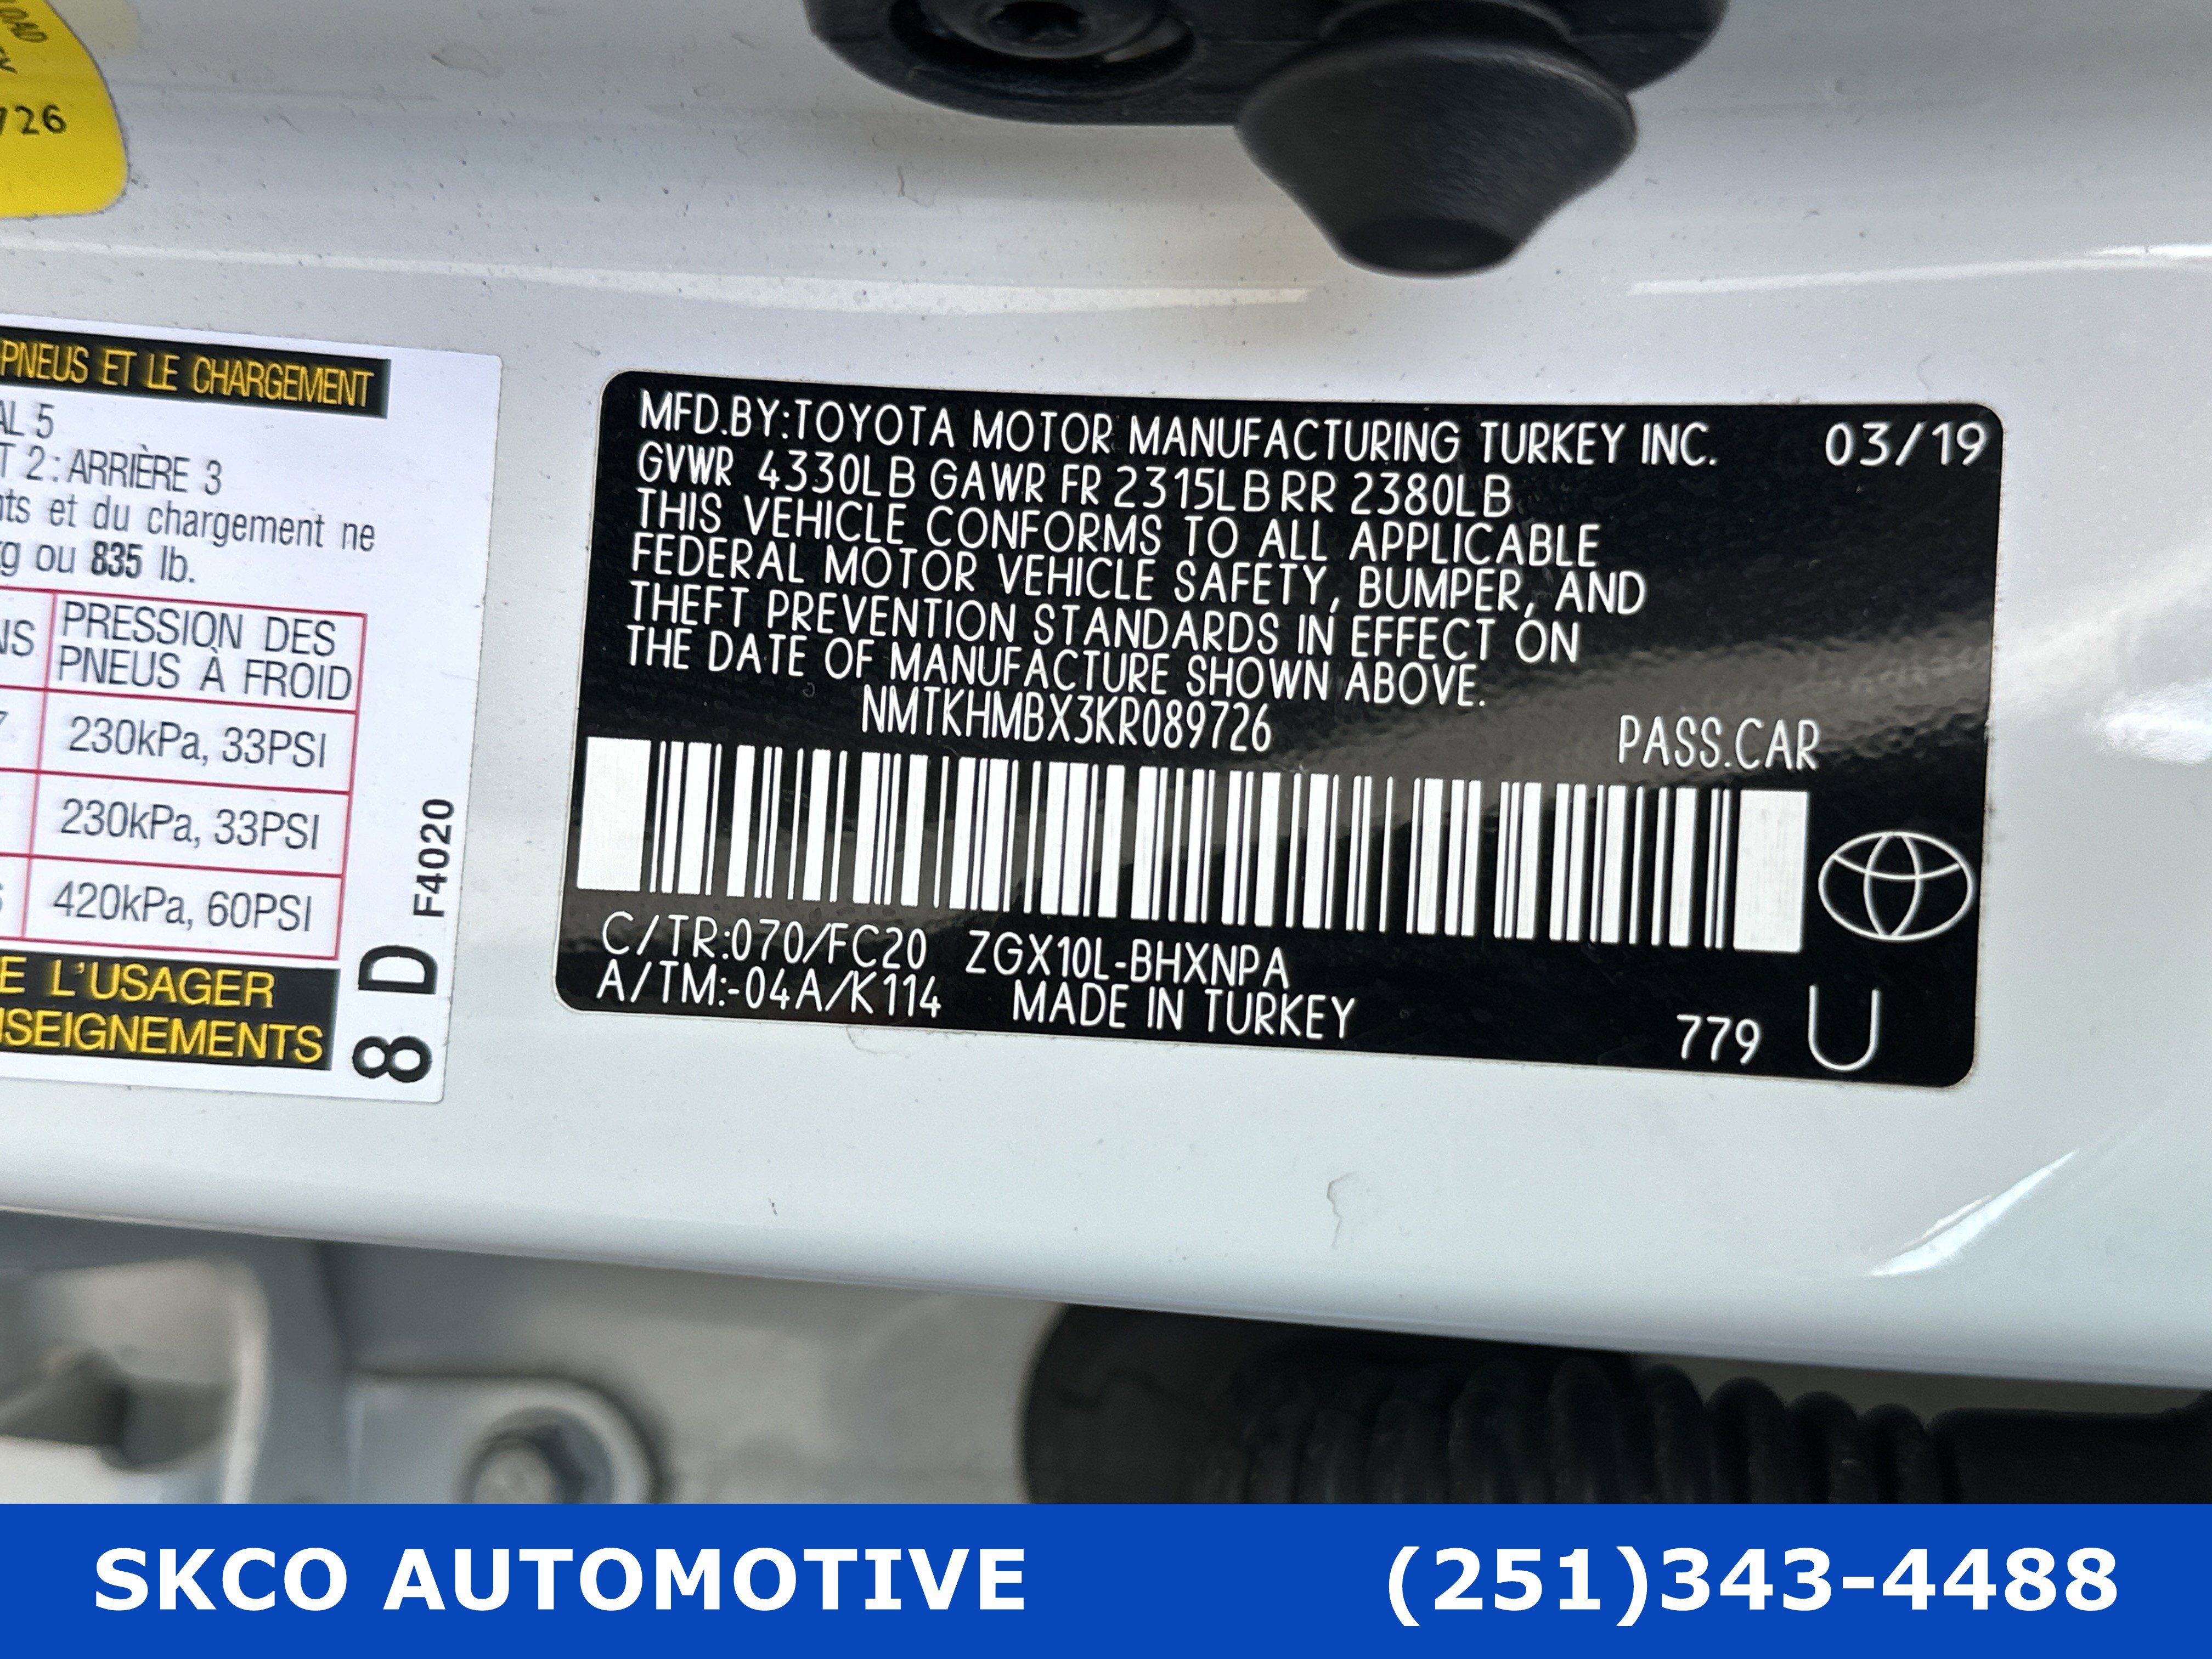 726
PNEUS ET LE CHARGEMENT
AL 5
T 2: ARRIÈRE 3
nts et du chargement ne
g ou 835 lb.
NS
PRESSION DES
PNEUS À FROID
230kPa, 33PSI
230kPa, 33PSI
420kPa, 60PSI
E L'USAGER
NSEIGNEMENTS
8 D F4020
MFD.BY:TOYOTA MOTOR MANUFACTURING TURKEY INC. 03/19
GVWR 4330LB GAWR FR 2315LB RR 2380LB
THIS VEHICLE CONFORMS TO ALL APPLICABLE
FEDERAL MOTOR VEHICLE SAFETY, BUMPER, AND
THEFT PREVENTION STANDARDS IN EFFECT ON
THE DATE OF MANUFACTURE SHOWN ABOVE.
NMTKHMBX3KR089726 PASS.CAR
C/TR:070/FC20 ZGX10L-BHXNPA
A/TM:-04A/K114 MADE IN TURKEY 779 U
SKCO AUTOMOTIVE (251)343-4488